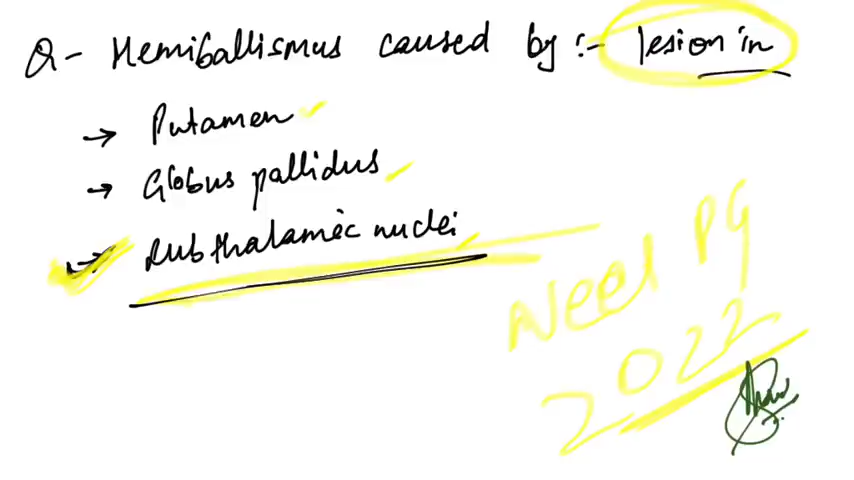 Q- Hemiballismus caused by :- lesion in
→ Putamen
→ Globus pallidus
→ Subthalamic nuclei
Neet PG
2022